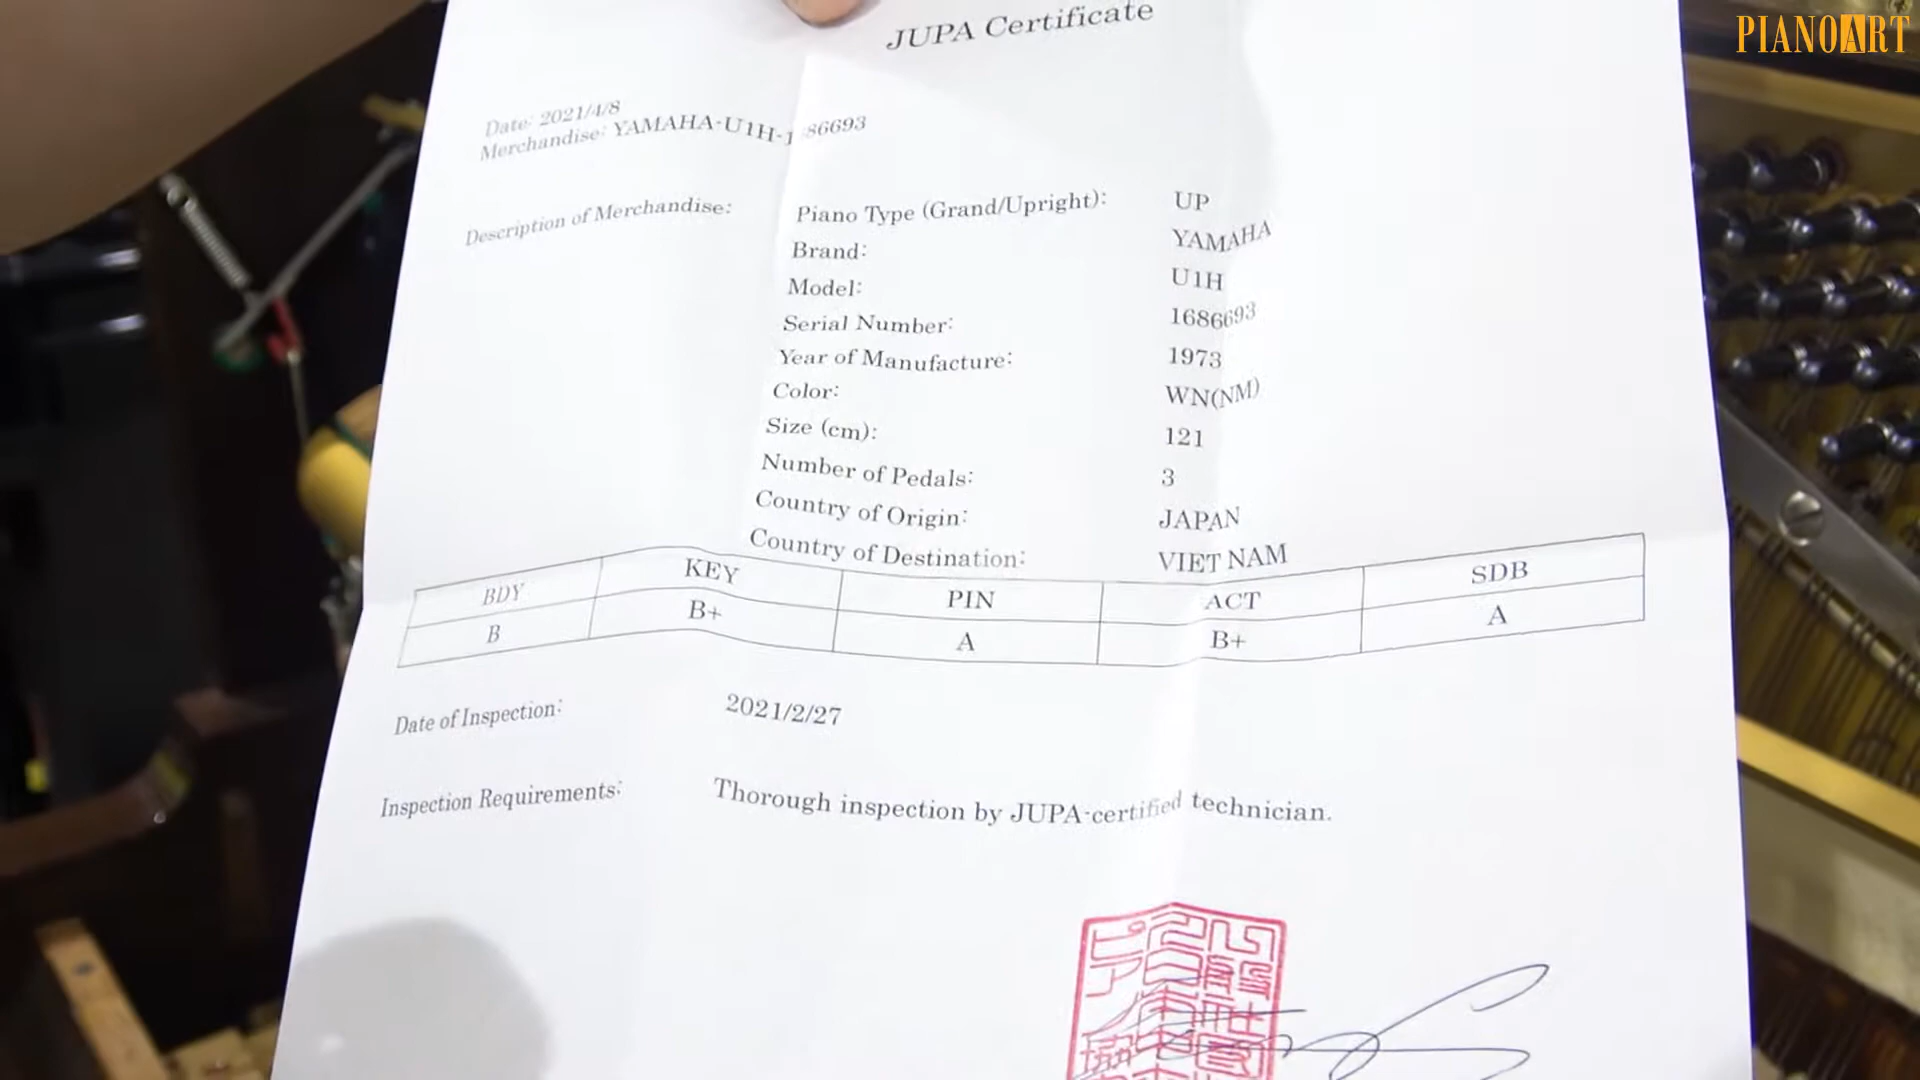 PIANOART
JUPA Certificate
Date: 2021/4/8
Merchandise: YAMAHA-U1H-1 86693
Description of Merchandise:
Piano Type (Grand/Upright): UP
Brand: YAMAHA
Model: U1H
Serial Number: 1686693
Year of Manufacture: 1973
Color: WN(NM)
Size (cm): 121
Number of Pedals: 3
Country of Origin: JAPAN
Country of Destination: VIET NAM
BDY KEY PIN ACT SDB
B B+ A B+ A
Date of Inspection: 2021/2/27
Inspection Requirements: Thorough inspection by JUPA-certified technician.